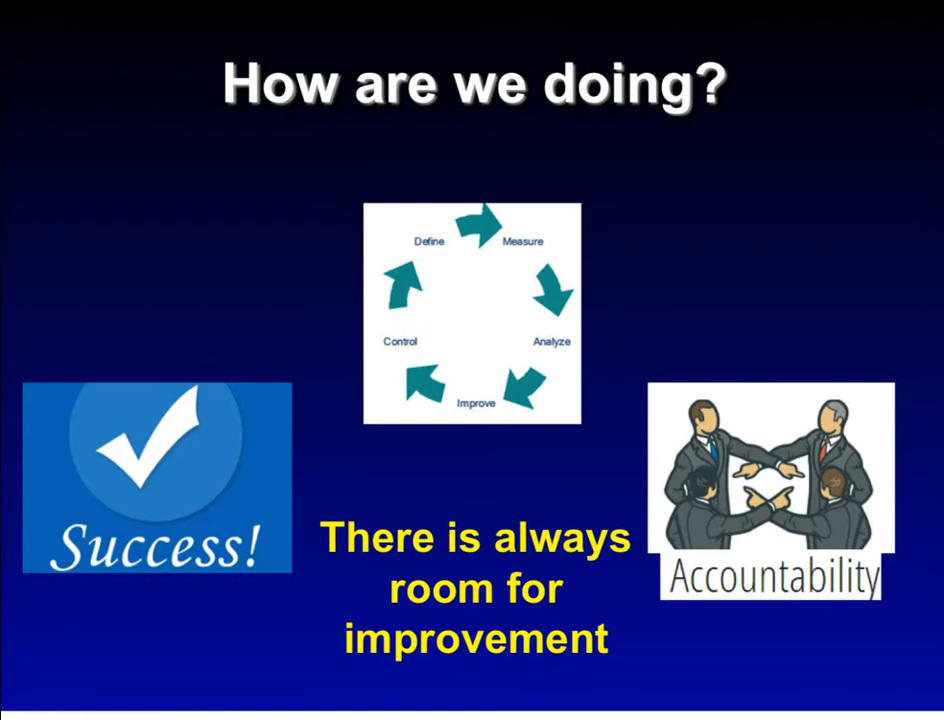 How are we doing?
Define
Measure
Control
Analyze
Improve
Success!
There is always
room for
improvement
Accountability